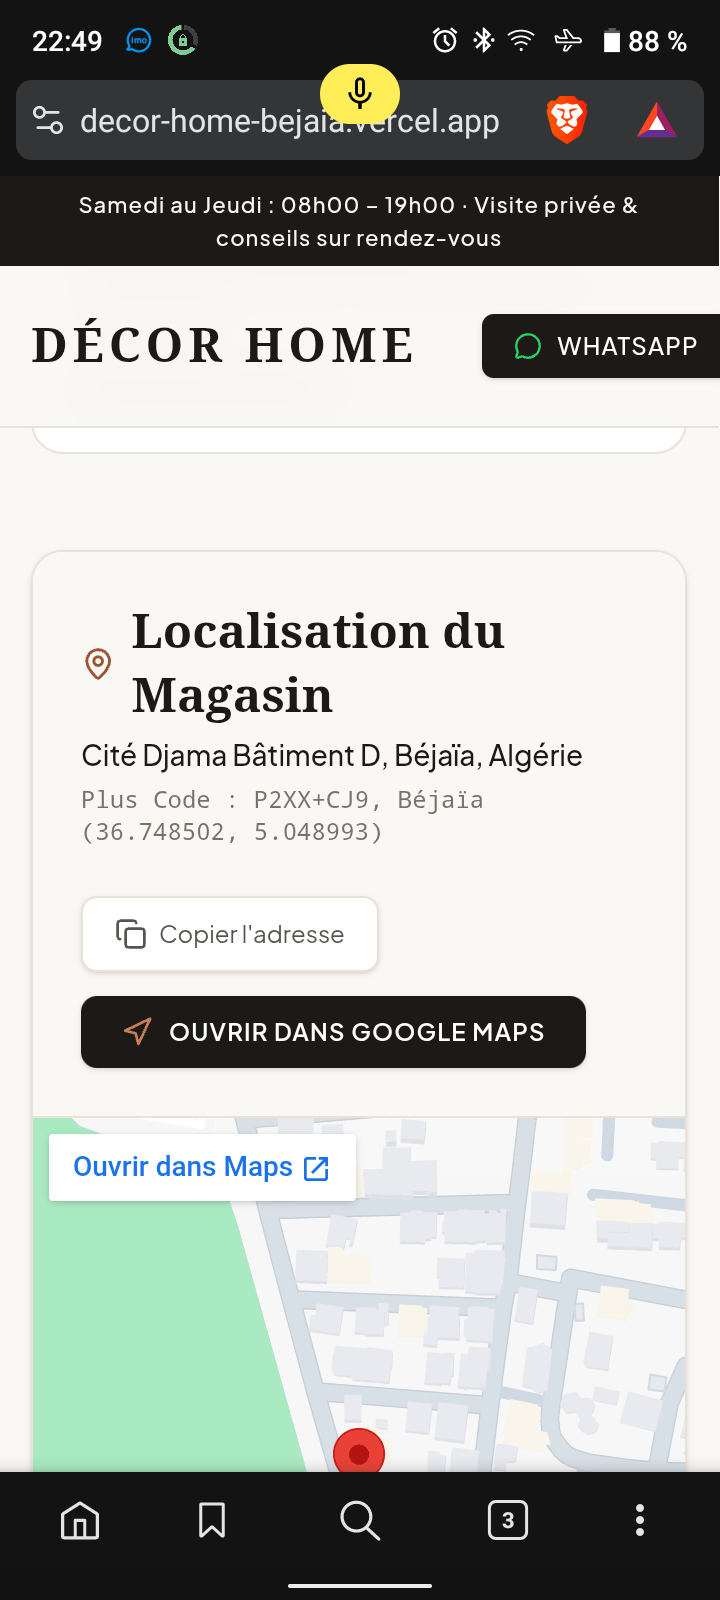 22:49
imo
88 %
decor-home-bejaia.vercel.app
Samedi au Jeudi : 08h00 – 19h00 · Visite privée &
conseils sur rendez-vous
DÉCOR HOME
WHATSAPP
Localisation du
Magasin
Cité Djama Bâtiment D, Béjaïa, Algérie
Plus Code : P2XX+CJ9, Béjaïa
(36.748502, 5.048993)
Copier l'adresse
OUVRIR DANS GOOGLE MAPS
Ouvrir dans Maps
3